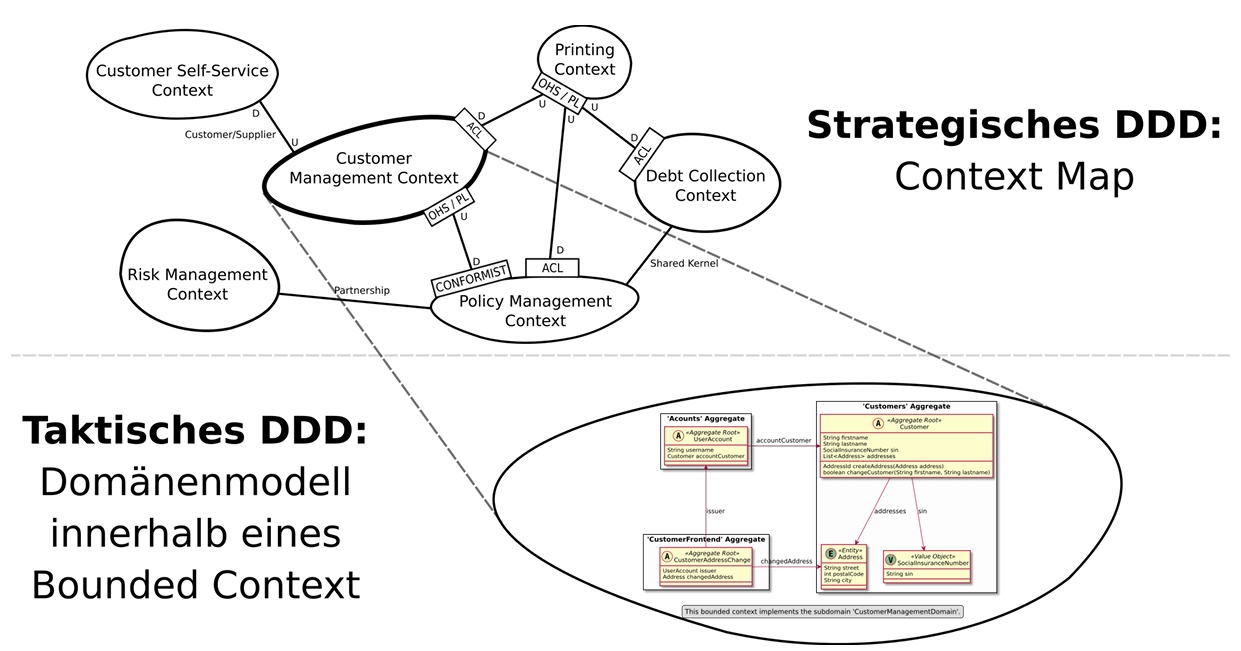 Customer Self-Service
Context
D
Customer/Supplier
U
Printing
Context
OHS / PL
U
U
U
D
ACL
Customer
Management Context
OHS / PL
U
D
ACL
Debt Collection
Context
Strategisches DDD:
Context Map
Risk Management
Context
Partnership
D
CONFORMIST
D
ACL
Shared Kernel
Policy Management
Context
Taktisches DDD:
Domänenmodell
innerhalb eines
Bounded Context
'Acounts' Aggregate
A
«Aggregate Root»
UserAccount
String username
Customer accountCustomer
accountCustomer
'Customers' Aggregate
A
«Aggregate Root»
Customer
String firstname
String lastname
SocialInsuranceNumber sin
List<Address> addresses
AddressId createAddress(Address address)
boolean changeCustomer(String firstname, String lastname)
issuer
addresses
sin
'CustomerFrontend' Aggregate
A
«Aggregate Root»
CustomerAddressChange
UserAccount issuer
Address changedAddress
changedAddress
E
«Entity»
Address
String street
int postalCode
String city
V
«Value Object»
SocialInsuranceNumber
String sin
This bounded context implements the subdomain 'CustomerManagementDomain'.